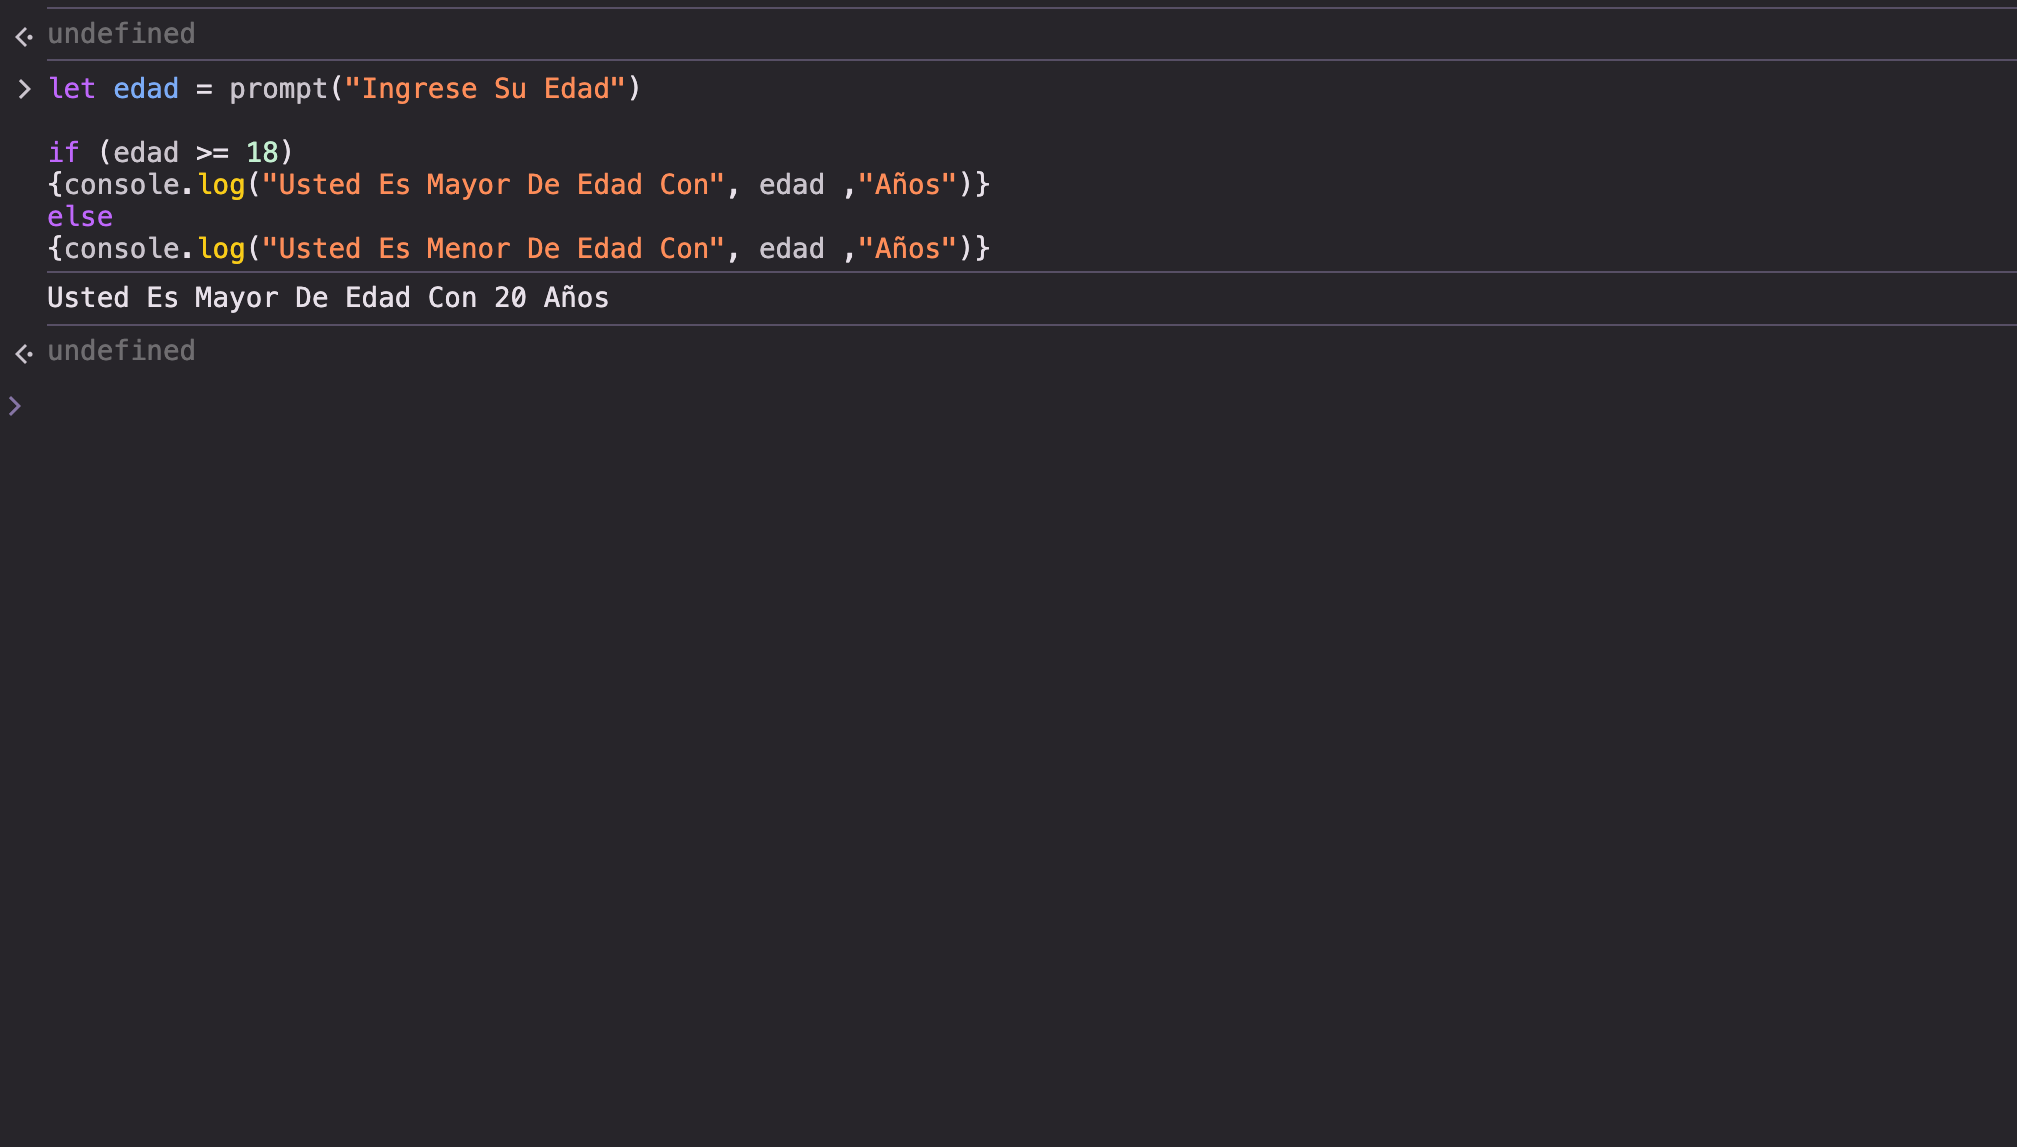 undefined
let edad = prompt("Ingrese Su Edad")
if (edad >= 18)
{console.log("Usted Es Mayor De Edad Con", edad ,"Años")}
else
{console.log("Usted Es Menor De Edad Con", edad ,"Años")}
Usted Es Mayor De Edad Con 20 Años
undefined